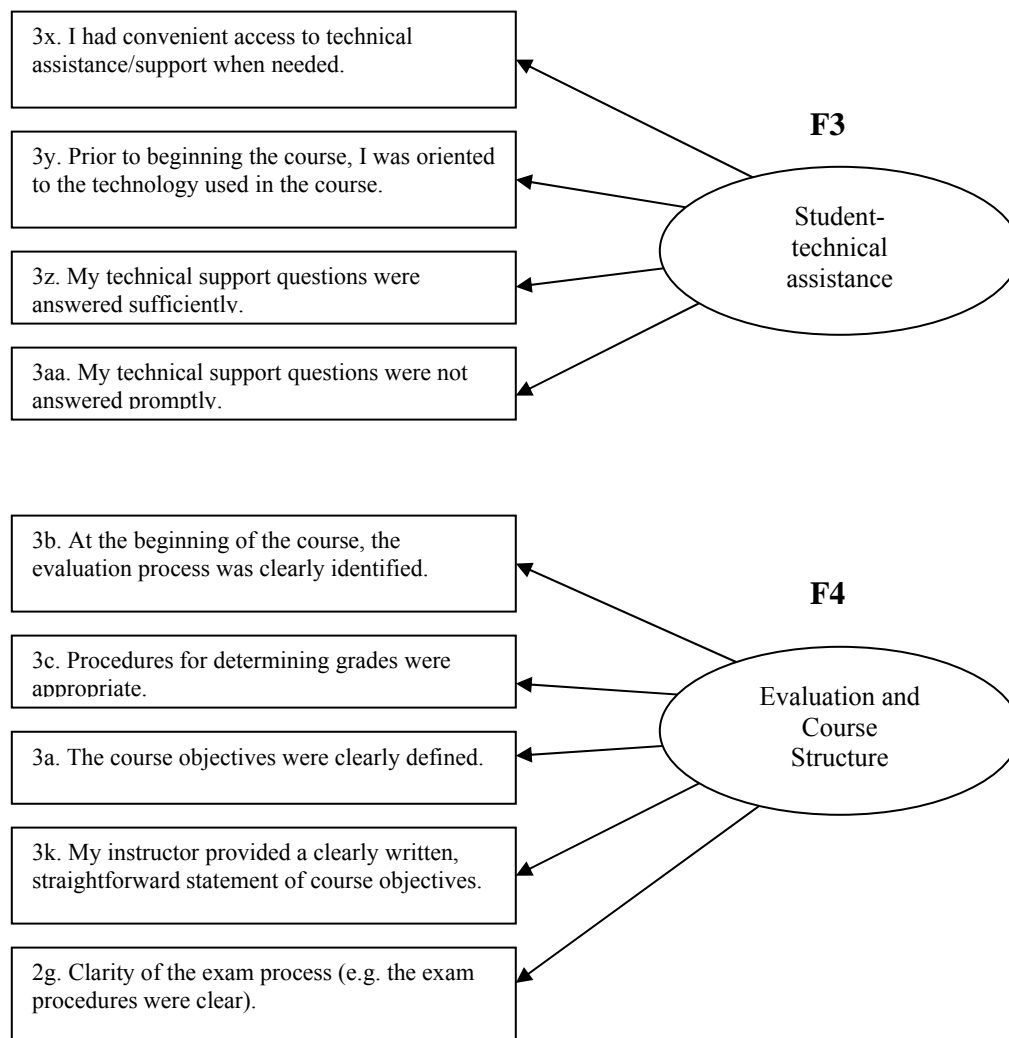 3x. I had convenient access to technical
assistance/support when needed.
F3
3y. Prior to beginning the course, I was oriented
to the technology used in the course.
Student-
technical
assistance
3z. My technical support questions were
answered sufficiently.
3aa. My technical support questions were not
answered promptly.
3b. At the beginning of the course, the
evaluation process was clearly identified.
F4
3c. Procedures for determining grades were
appropriate.
Evaluation and
Course
Structure
3a. The course objectives were clearly defined.
3k. My instructor provided a clearly written,
straightforward statement of course objectives.
2g. Clarity of the exam process (e.g. the exam
procedures were clear).